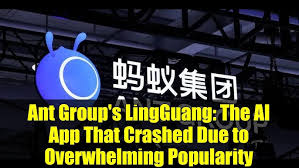 蚂蚁集团
Ant Group's LingGuang: The AI
App That Crashed Due to
Overwhelming Popularity